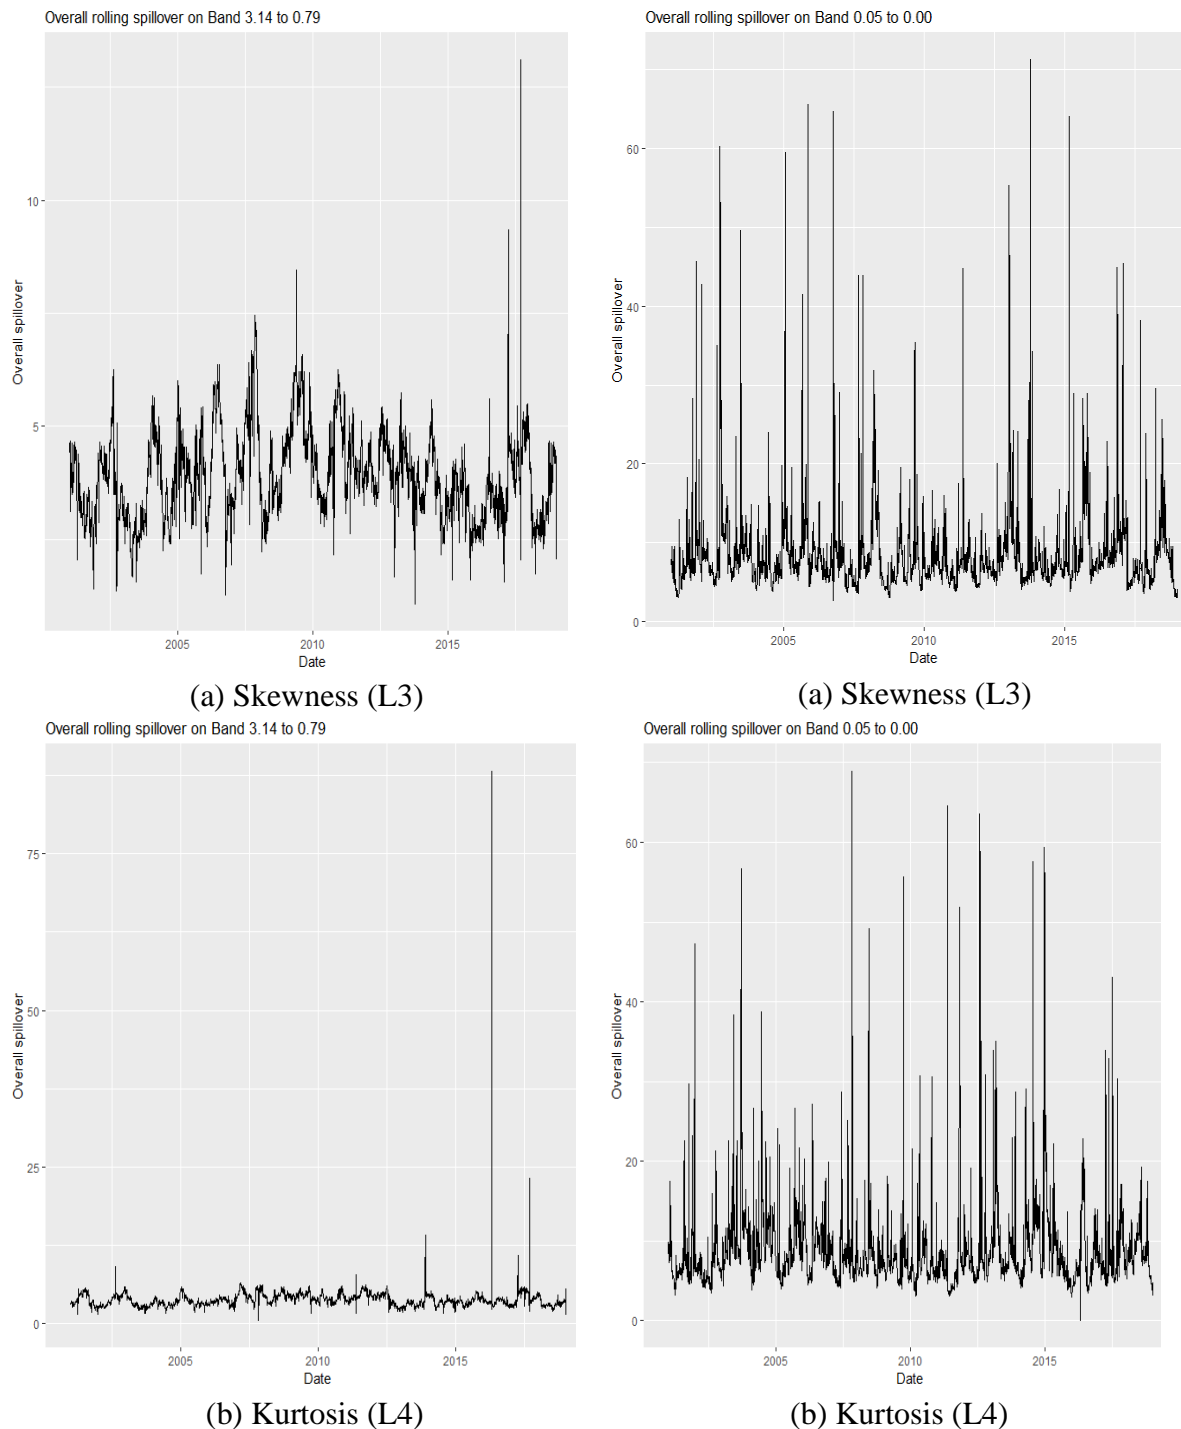 Overall rolling spillover on Band 3.14 to 0.79
Overall spillover
10
5
2005 2010 2015
Date
(a) Skewness (L3)
Overall rolling spillover on Band 0.05 to 0.00
Overall spillover
60
40
20
0
2005 2010 2015
Date
(a) Skewness (L3)
Overall rolling spillover on Band 3.14 to 0.79
Overall spillover
75
50
25
0
2005 2010 2015
Date
(b) Kurtosis (L4)
Overall rolling spillover on Band 0.05 to 0.00
Overall spillover
60
40
20
0
2005 2010 2015
Date
(b) Kurtosis (L4)